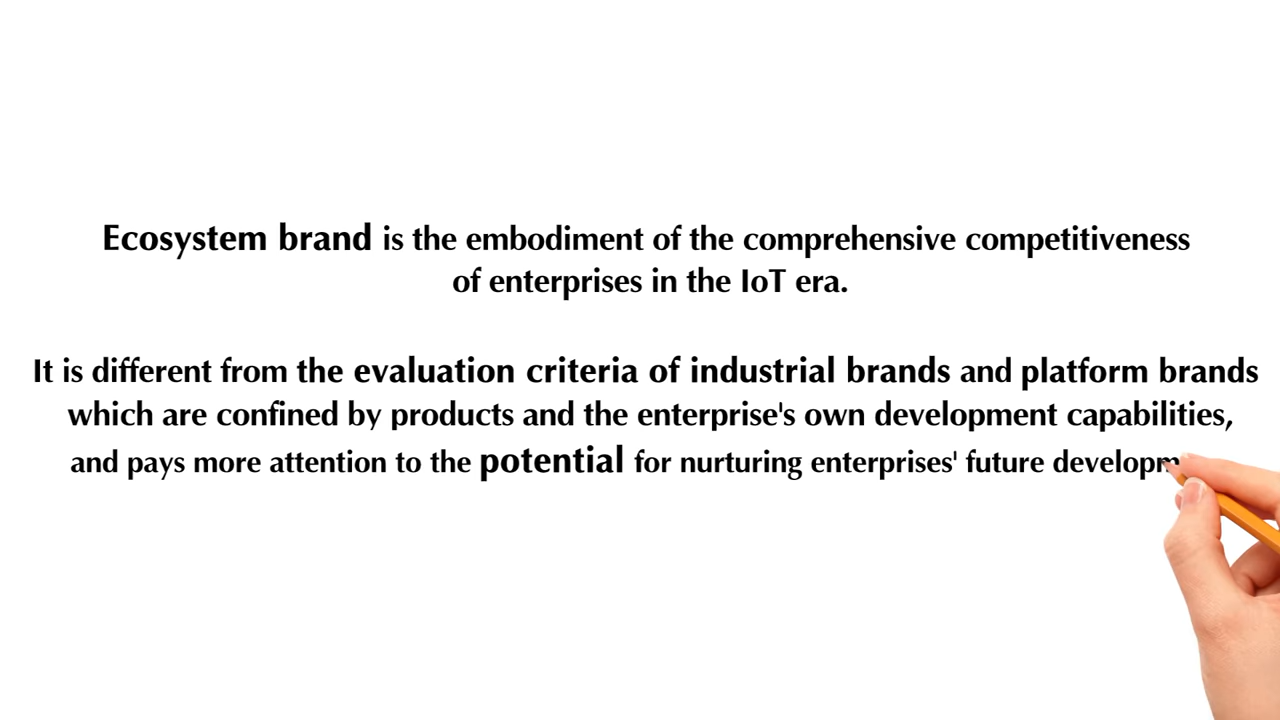 Ecosystem brand is the embodiment of the comprehensive competitiveness
of enterprises in the IoT era.
It is different from the evaluation criteria of industrial brands and platform brands
which are confined by products and the enterprise's own development capabilities,
and pays more attention to the potential for nurturing enterprises' future developm